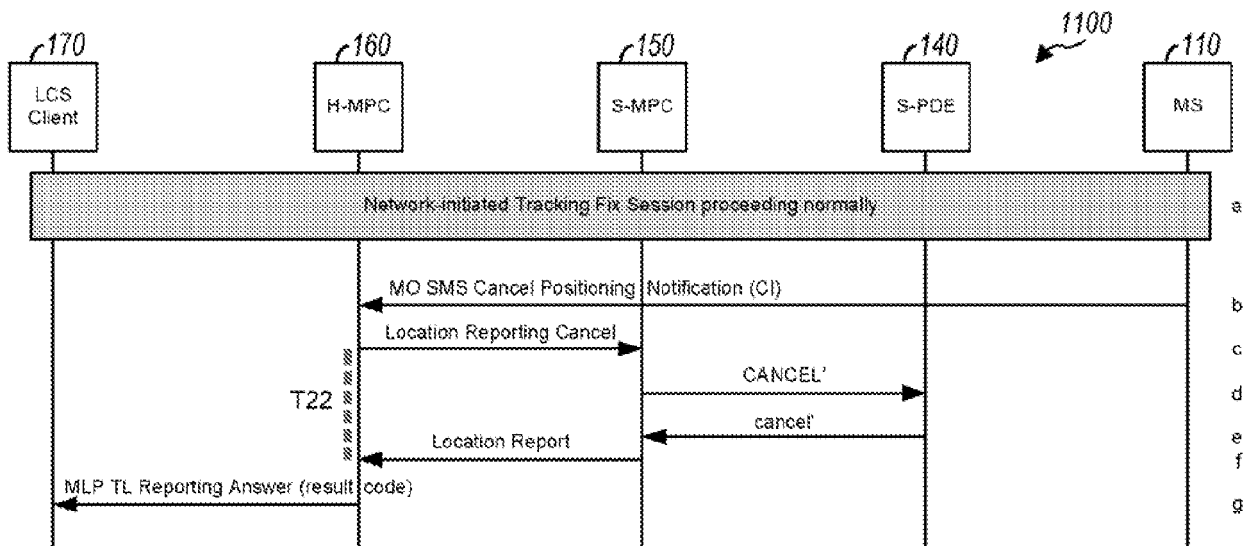 1100
170
160
150
140
110
LCS
Client
H-MPC
S-MPC
S-PDE
MS
Network-initiated Tracking Fix Session proceeding normally
a
MO SMS Cancel Positioning Notification (CI)
b
Location Reporting Cancel
c
T22
CANCEL'
d
cancel'
e
Location Report
f
MLP TL Reporting Answer (result code)
g